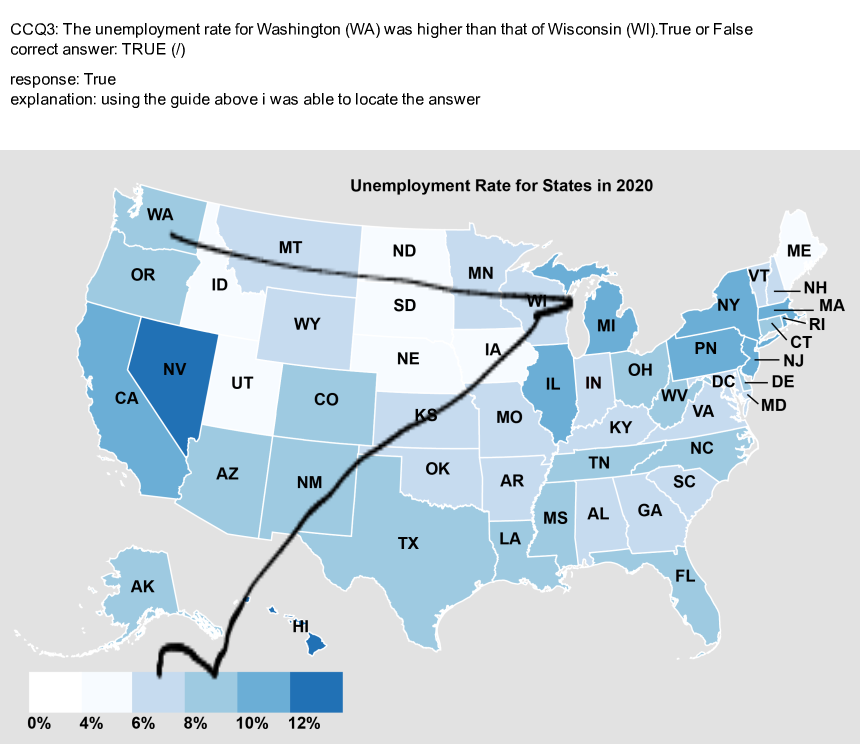 CCQ3: The unemployment rate for Washington (WA) was higher than that of Wisconsin (WI).True or False
correct answer: TRUE (/)
response: True
explanation: using the guide above i was able to locate the answer
Unemployment Rate for States in 2020
WA
MT
ND
MN
ME
VT
NH
OR
ID
SD
WI
MI
NY
MA
RI
WY
CT
NV
UT
NE
IA
PN
NJ
CA
CO
IL
IN
OH
DC
DE
MD
KS
MO
WV
VA
KY
AZ
NM
OK
AR
TN
NC
SC
TX
LA
MS
AL
GA
AK
FL
HI
0% 4% 6% 8% 10% 12%